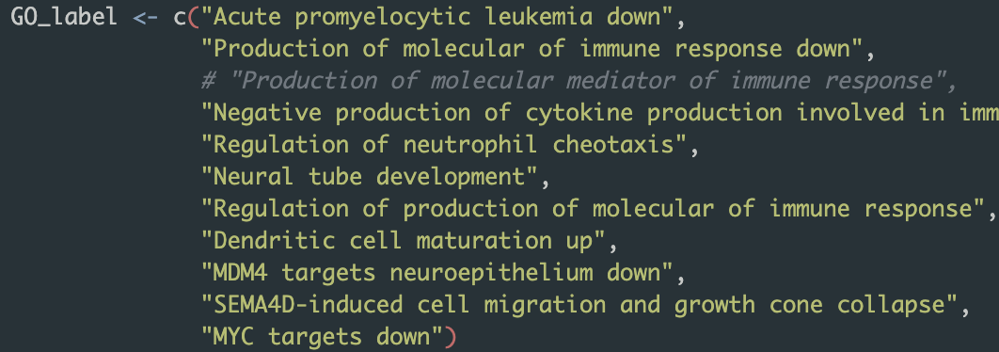 GO_label <- c("Acute promyelocytic leukemia down",
"Production of molecular of immune response down",
# "Production of molecular mediator of immune response",
"Negative production of cytokine production involved in imm
"Regulation of neutrophil cheotaxis",
"Neural tube development",
"Regulation of production of molecular of immune response",
"Dendritic cell maturation up",
"MDM4 targets neuroepithelium down",
"SEMA4D-induced cell migration and growth cone collapse",
"MYC targets down")